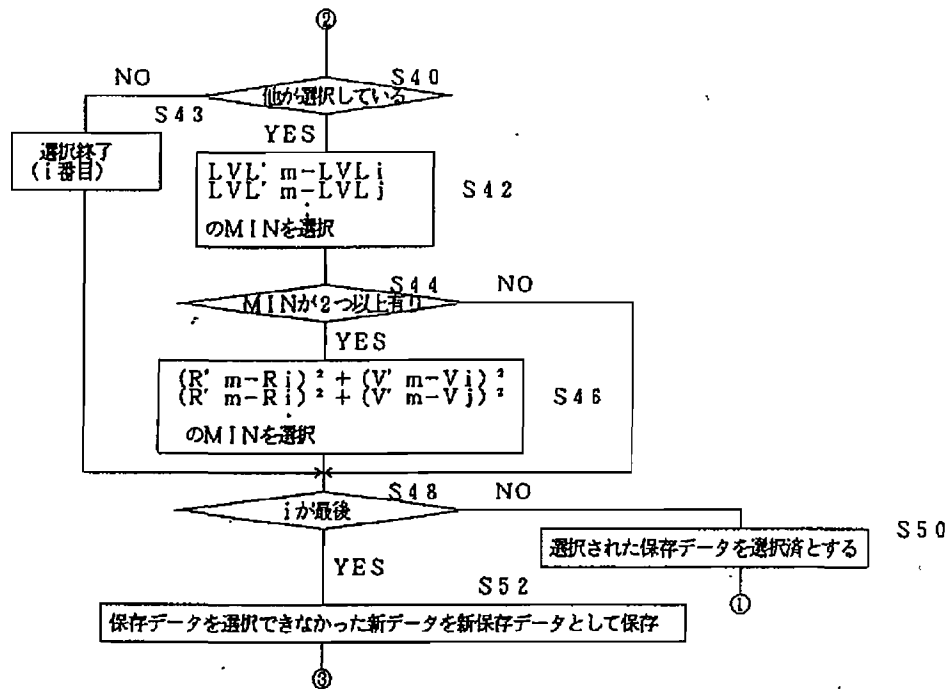 ②
NO
S40
他から選択している
S43
YES
選択終了
(i番目)
LVL' m-LVLi
LVL' m-LVLj
のMINを選択
S42
S44
NO
MINが2つ以上有り
YES
(R' m-Ri)² + (V' m-Vi)²
(R' m-Ri)² + (V' m-Vj)²
のMINを選択
S46
S48
NO
iが最後
S50
選択された保存データを選択済とする
YES
①
S52
保存データを選択できなかった新データを新保存データとして保存
③